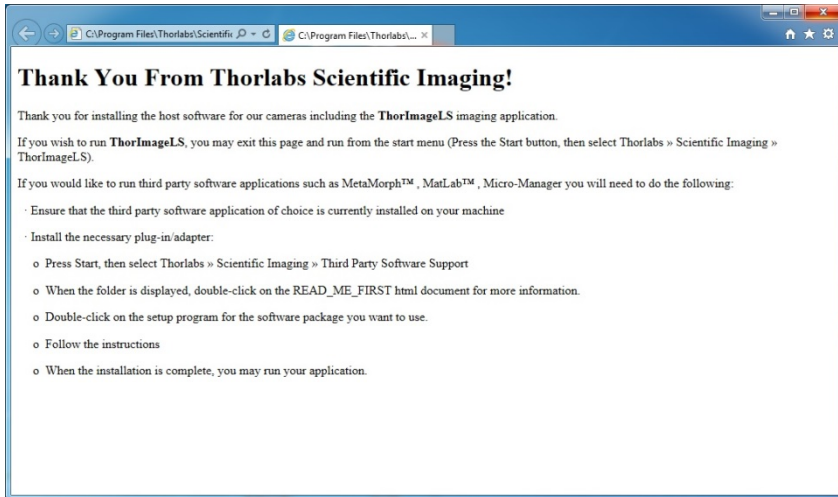 C:\Program Files\Thorlabs\Scientific
C:\Program Files\Thorlabs\...
Thank You From Thorlabs Scientific Imaging!
Thank you for installing the host software for our cameras including the ThorImageLS imaging application.
If you wish to run ThorImageLS, you may exit this page and run from the start menu (Press the Start button, then select Thorlabs » Scientific Imaging »
ThorImageLS).
If you would like to run third party software applications such as MetaMorph™ , MatLab™ , Micro-Manager you will need to do the following:
· Ensure that the third party software application of choice is currently installed on your machine
· Install the necessary plug-in/adapter:
o Press Start, then select Thorlabs » Scientific Imaging » Third Party Software Support
o When the folder is displayed, double-click on the READ_ME_FIRST html document for more information.
o Double-click on the setup program for the software package you want to use.
o Follow the instructions
o When the installation is complete, you may run your application.